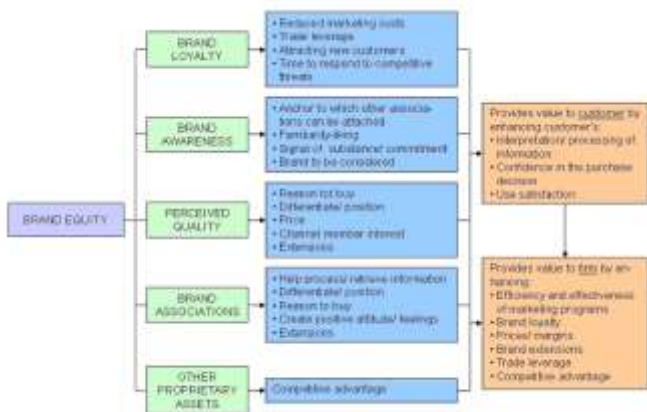 BRAND EQUITY
BRAND
LOYALTY
• Reduced marketing costs
• Trade leverage
• Attracting new customers
• Time to respond to competitive
threats
BRAND
AWARENESS
• Anchor to which other associa-
tions can be attached
• Familiarity-liking
• Signal of substance/ commitment
• Brand to be considered
PERCEIVED
QUALITY
• Reason to buy
• Differentiate/ position
• Price
• Channel member interest
• Extensions
BRAND
ASSOCIATIONS
• Help process/ retrieve information
• Differentiate/ position
• Reason to buy
• Create positive attitude/ feelings
• Extensions
OTHER
PROPRIETARY
ASSETS
Competitive advantage
Provides value to customer by
enhancing customer's:
• Interpretation/ processing of
information
• Confidence in the purchase
decision
• Use satisfaction
Provides value to firm by en-
hancing:
• Efficiency and effectiveness
of marketing programs
• Brand loyalty
• Prices/ margins
• Brand extensions
• Trade leverage
• Competitive advantage